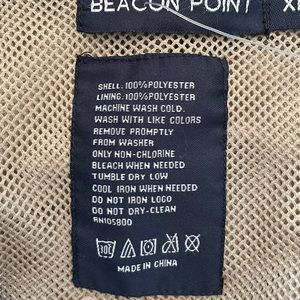 BEACON POINT
SHELL: 100% POLYESTER
LINING: 100% POLYESTER
MACHINE WASH COLD.
WASH WITH LIKE COLORS
REMOVE PROMPTLY
FROM WASHER
ONLY NON-CHLORINE
BLEACH WHEN NEEDED
TUMBLE DRY LOW
COOL IRON WHEN NEEDED
DO NOT IRON LOGO
DO NOT DRY-CLEAN
RN105800
MADE IN CHINA